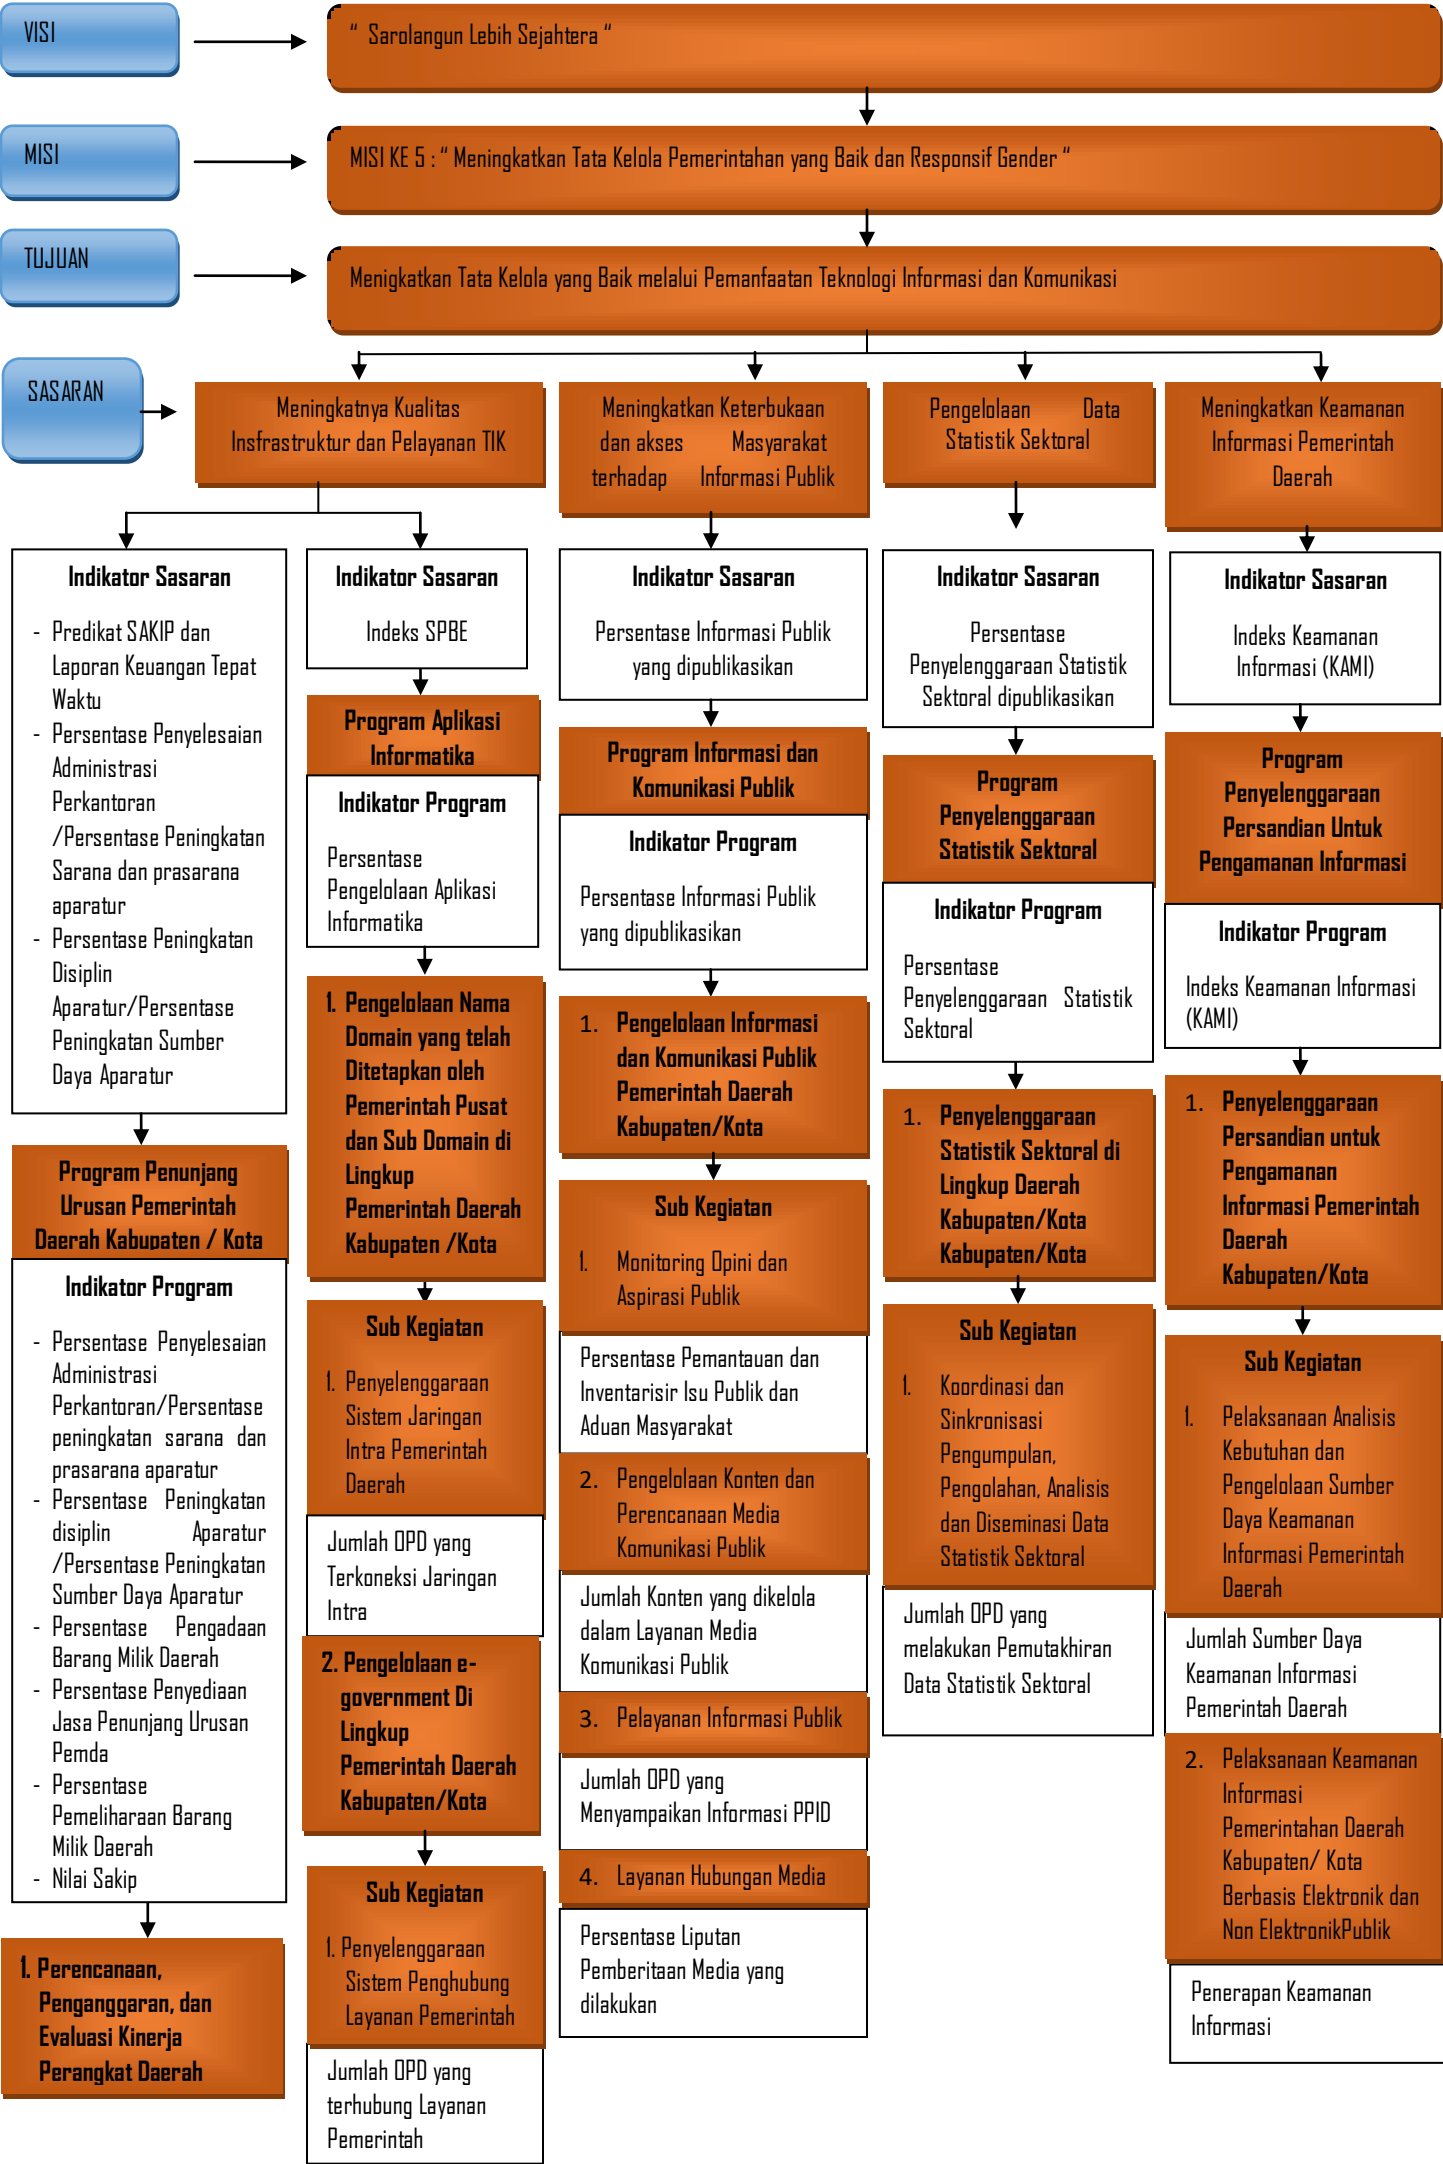 VISI
“ Sarolangun Lebih Sejahtera “
MISI
MISI KE 5 : “ Meningkatkan Tata Kelola Pemerintahan yang Baik dan Responsif Gender “
TUJUAN
Menigkatkan Tata Kelola yang Baik melalui Pemanfaatan Teknologi Informasi dan Komunikasi
SASARAN
Meningkatnya Kualitas
Insfrastruktur dan Pelayanan TIK
Indikator Sasaran
- Predikat SAKIP dan
Laporan Keuangan Tepat
Waktu
- Persentase Penyelesaian
Administrasi
Perkantoran
/Persentase Peningkatan
Sarana dan prasarana
aparatur
- Persentase Peningkatan
Disiplin
Aparatur/Persentase
Peningkatan Sumber
Daya Aparatur
Program Penunjang
Urusan Pemerintah
Daerah Kabupaten / Kota
Indikator Program
- Persentase Penyelesaian
Administrasi
Perkantoran/Persentase
peningkatan sarana dan
prasarana aparatur
- Persentase Peningkatan
disiplin Aparatur
/Persentase Peningkatan
Sumber Daya Aparatur
- Persentase Pengadaan
Barang Milik Daerah
- Persentase Penyediaan
Jasa Penunjang Urusan
Pemda
- Persentase
Pemeliharaan Barang
Milik Daerah
- Nilai Sakip
1. Perencanaan,
Penganggaran, dan
Evaluasi Kinerja
Perangkat Daerah
Indikator Sasaran
Indeks SPBE
Program Aplikasi
Informatika
Indikator Program
Persentase
Pengelolaan Aplikasi
Informatika
1. Pengelolaan Nama
Domain yang telah
Ditetapkan oleh
Pemerintah Pusat
dan Sub Domain di
Lingkup
Pemerintah Daerah
Kabupaten /Kota
Sub Kegiatan
1. Penyelenggaraan
Sistem Jaringan
Intra Pemerintah
Daerah
Jumlah OPD yang
Terkoneksi Jaringan
Intra
2. Pengelolaan e-
government Di
Lingkup
Pemerintah Daerah
Kabupaten/Kota
Sub Kegiatan
1. Penyelenggaraan
Sistem Penghubung
Layanan Pemerintah
Jumlah OPD yang
terhubung Layanan
Pemerintah
Meningkatkan Keterbukaan
dan akses Masyarakat
terhadap Informasi Publik
Indikator Sasaran
Persentase Informasi Publik
yang dipublikasikan
Program Informasi dan
Komunikasi Publik
Indikator Program
Persentase Informasi Publik
yang dipublikasikan
1. Pengelolaan Informasi
dan Komunikasi Publik
Pemerintah Daerah
Kabupaten/Kota
Sub Kegiatan
1. Monitoring Opini dan
Aspirasi Publik
Persentase Pemantauan dan
Inventarisir Isu Publik dan
Aduan Masyarakat
2. Pengelolaan Konten dan
Perencanaan Media
Komunikasi Publik
Jumlah Konten yang dikelola
dalam Layanan Media
Komunikasi Publik
3. Pelayanan Informasi Publik
Jumlah OPD yang
Menyampaikan Informasi PPID
4. Layanan Hubungan Media
Persentase Liputan
Pemberitaan Media yang
dilakukan
Pengelolaan Data
Statistik Sektoral
Indikator Sasaran
Persentase
Penyelenggaraan Statistik
Sektoral dipublikasikan
Program
Penyelenggaraan
Statistik Sektoral
Indikator Program
Persentase
Penyelenggaraan Statistik
Sektoral
1. Penyelenggaraan
Statistik Sektoral di
Lingkup Daerah
Kabupaten/Kota
Kabupaten/Kota
Sub Kegiatan
1. Koordinasi dan
Sinkronisasi
Pengumpulan,
Pengolahan, Analisis
dan Diseminasi Data
Statistik Sektoral
Jumlah OPD yang
melakukan Pemutakhiran
Data Statistik Sektoral
Meningkatkan Keamanan
Informasi Pemerintah
Daerah
Indikator Sasaran
Indeks Keamanan
Informasi (KAMI)
Program
Penyelenggaraan
Persandian Untuk
Pengamanan Informasi
Indikator Program
Indeks Keamanan Informasi
(KAMI)
1. Penyelenggaraan
Persandian untuk
Pengamanan
Informasi Pemerintah
Daerah
Kabupaten/Kota
Sub Kegiatan
1. Pelaksanaan Analisis
Kebutuhan dan
Pengelolaan Sumber
Daya Keamanan
Informasi Pemerintah
Daerah
Jumlah Sumber Daya
Keamanan Informasi
Pemerintah Daerah
2. Pelaksanaan Keamanan
Informasi
Pemerintahan Daerah
Kabupaten/ Kota
Berbasis Elektronik dan
Non ElektronikPublik
Penerapan Keamanan
Informasi